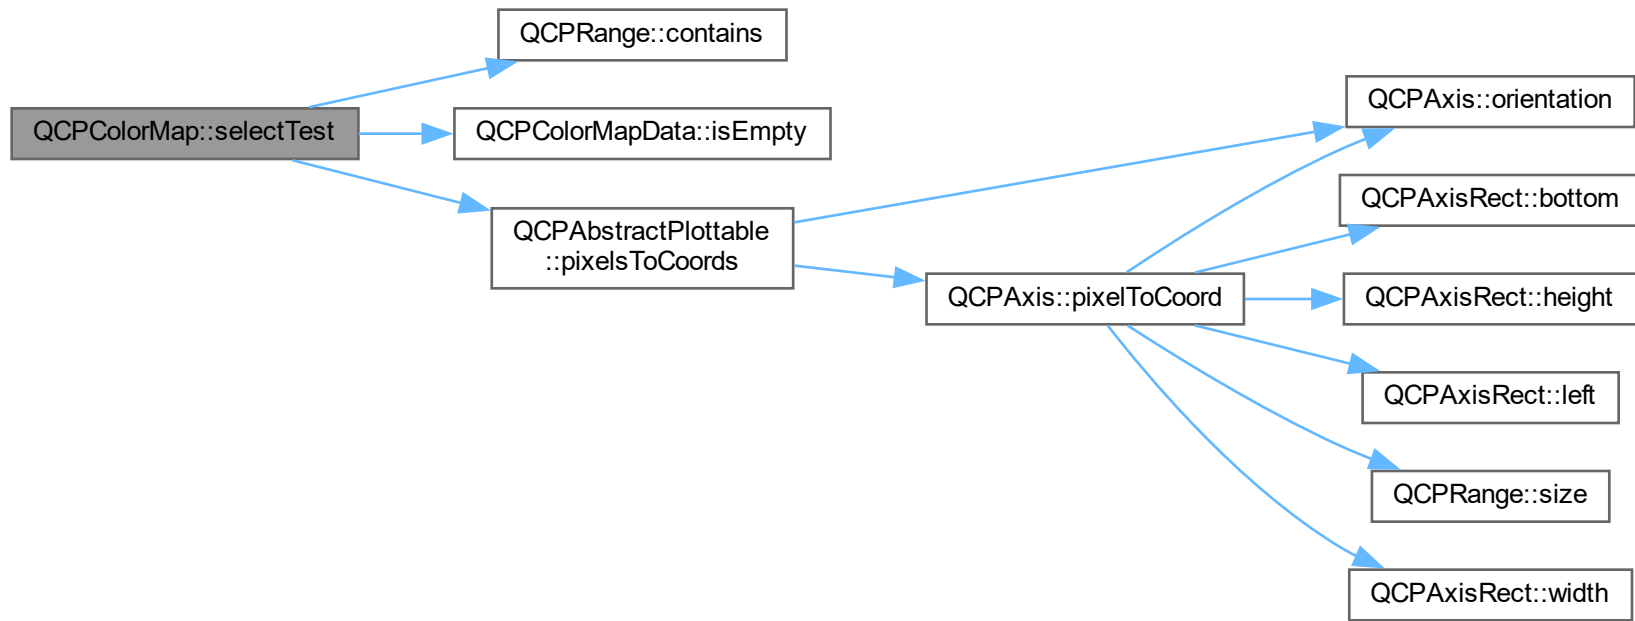 QCPColorMap::selectTest
QCPRange::contains
QCPColorMapData::isEmpty
QCPAbstractPlottable
::pixelsToCoords
QCPAxis::pixelToCoord
QCPAxis::orientation
QCPAxisRect::bottom
QCPAxisRect::height
QCPAxisRect::left
QCPRange::size
QCPAxisRect::width